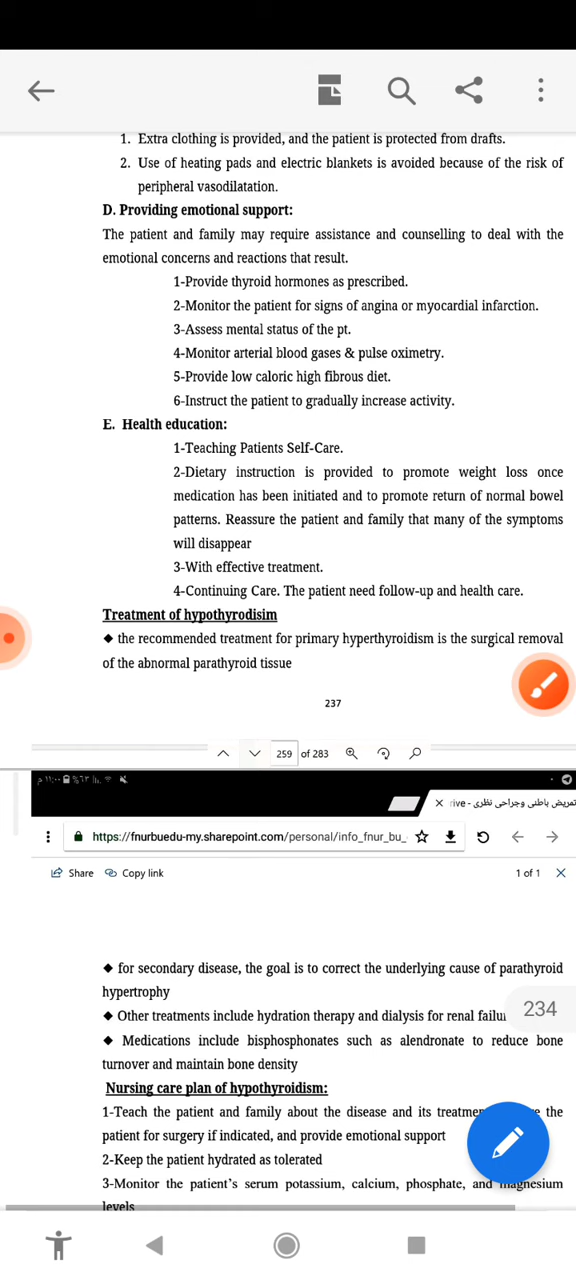 1. Extra clothing is provided, and the patient is protected from drafts.
2. Use of heating pads and electric blankets is avoided because of the risk of
peripheral vasodilatation.
D. Providing emotional support:
The patient and family may require assistance and counselling to deal with the
emotional concerns and reactions that result.
1-Provide thyroid hormones as prescribed.
2-Monitor the patient for signs of angina or myocardial infarction.
3-Assess mental status of the pt.
4-Monitor arterial blood gases & pulse oximetry.
5-Provide low caloric high fibrous diet.
6-Instruct the patient to gradually increase activity.
E. Health education:
1-Teaching Patients Self-Care.
2-Dietary instruction is provided to promote weight loss once
medication has been initiated and to promote return of normal bowel
patterns. Reassure the patient and family that many of the symptoms
will disappear
3-With effective treatment.
4-Continuing Care. The patient need follow-up and health care.
Treatment of hypothyrodisim
◆ the recommended treatment for primary hyperthyroidism is the surgical removal
of the abnormal parathyroid tissue
237
259 of 283
تمريض باطنى وجراحى نظرى - rive
https://fnurbuedu-my.sharepoint.com/personal/info_fnur_bu_
Share Copy link 1 of 1
◆ for secondary disease, the goal is to correct the underlying cause of parathyroid
hypertrophy
234
◆ Other treatments include hydration therapy and dialysis for renal
◆ Medications include bisphosphonates such as alendronate to reduce bone
turnover and maintain bone density
Nursing care plan of hypothyroidism:
1-Teach the patient and family about the disease and its the
patient for surgery if indicated, and provide emotional support
2-Keep the patient hydrated as tolerated
3-Monitor the patient's serum potassium, calcium, phosphate, and magnesium
levels